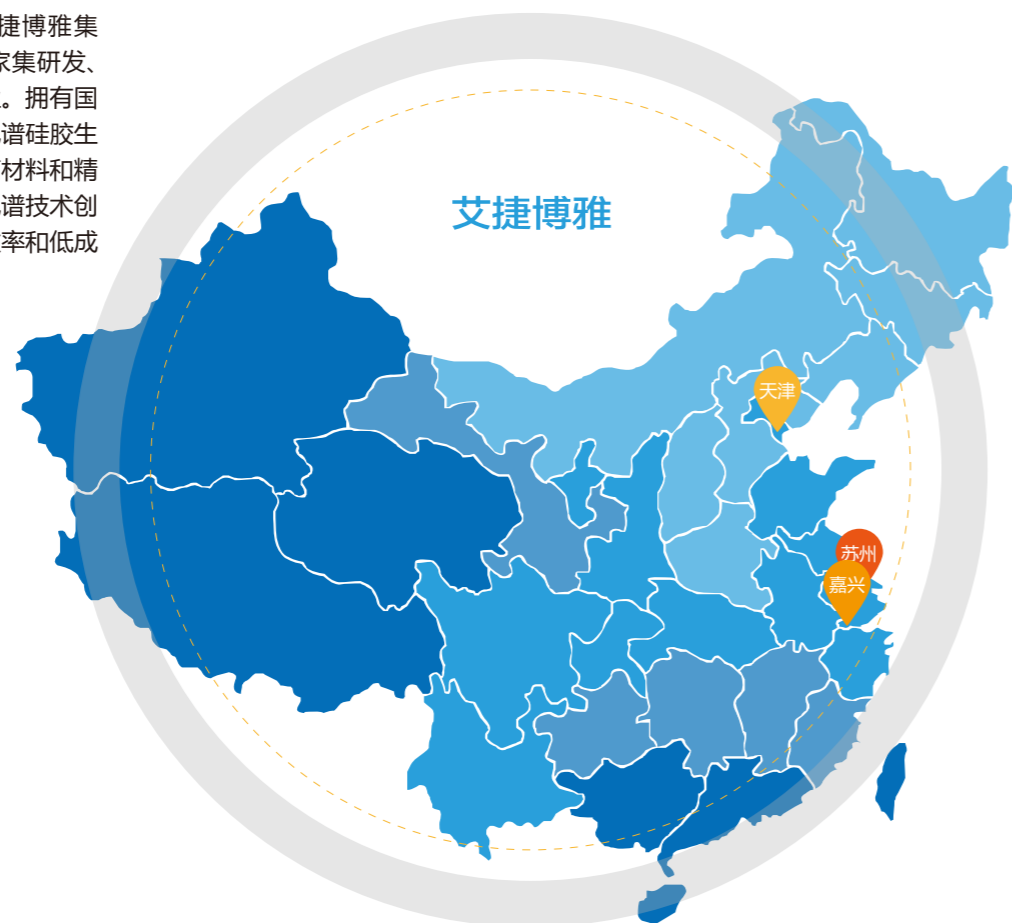 捷博雅集
家集研发、
。拥有国
谱硅胶生
材料和精
谱技术创
率和低成
艾捷博雅
天津
苏州
嘉兴